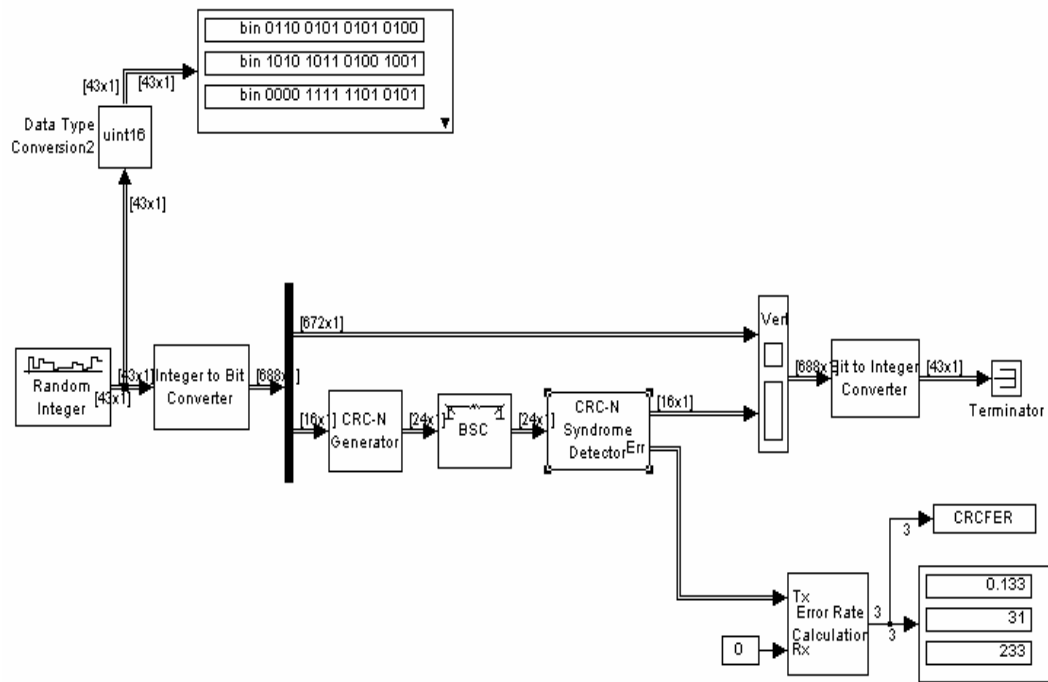 bin 0110 0101 0101 0100
bin 1010 1011 0100 1001
bin 0000 1111 1101 0101
[43x1]
[43x1]
Data Type
Conversion2
uint16
[43x1]
Random
Integer
[43x1]
[43x1]
Integer to Bit
Converter
[688x1]
[672x1]
[16x1]
CRC-N
Generator
[24x1]
BSC
[24x1]
CRC-N
Syndrome
Detector
Err
[16x1]
Vert
[688x1]
Bit to Integer
Converter
[43x1]
Terminator
3
CRCFER
Tx
Error Rate
Calculation
Rx
0
3
3
0.133
31
233